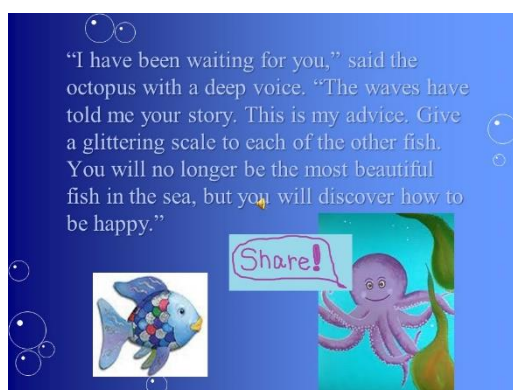 “I have been waiting for you,” said the
octopus with a deep voice. “The waves have
told me your story. This is my advice. Give
a glittering scale to each of the other fish.
You will no longer be the most beautiful
fish in the sea, but you will discover how to
be happy.”
Share!